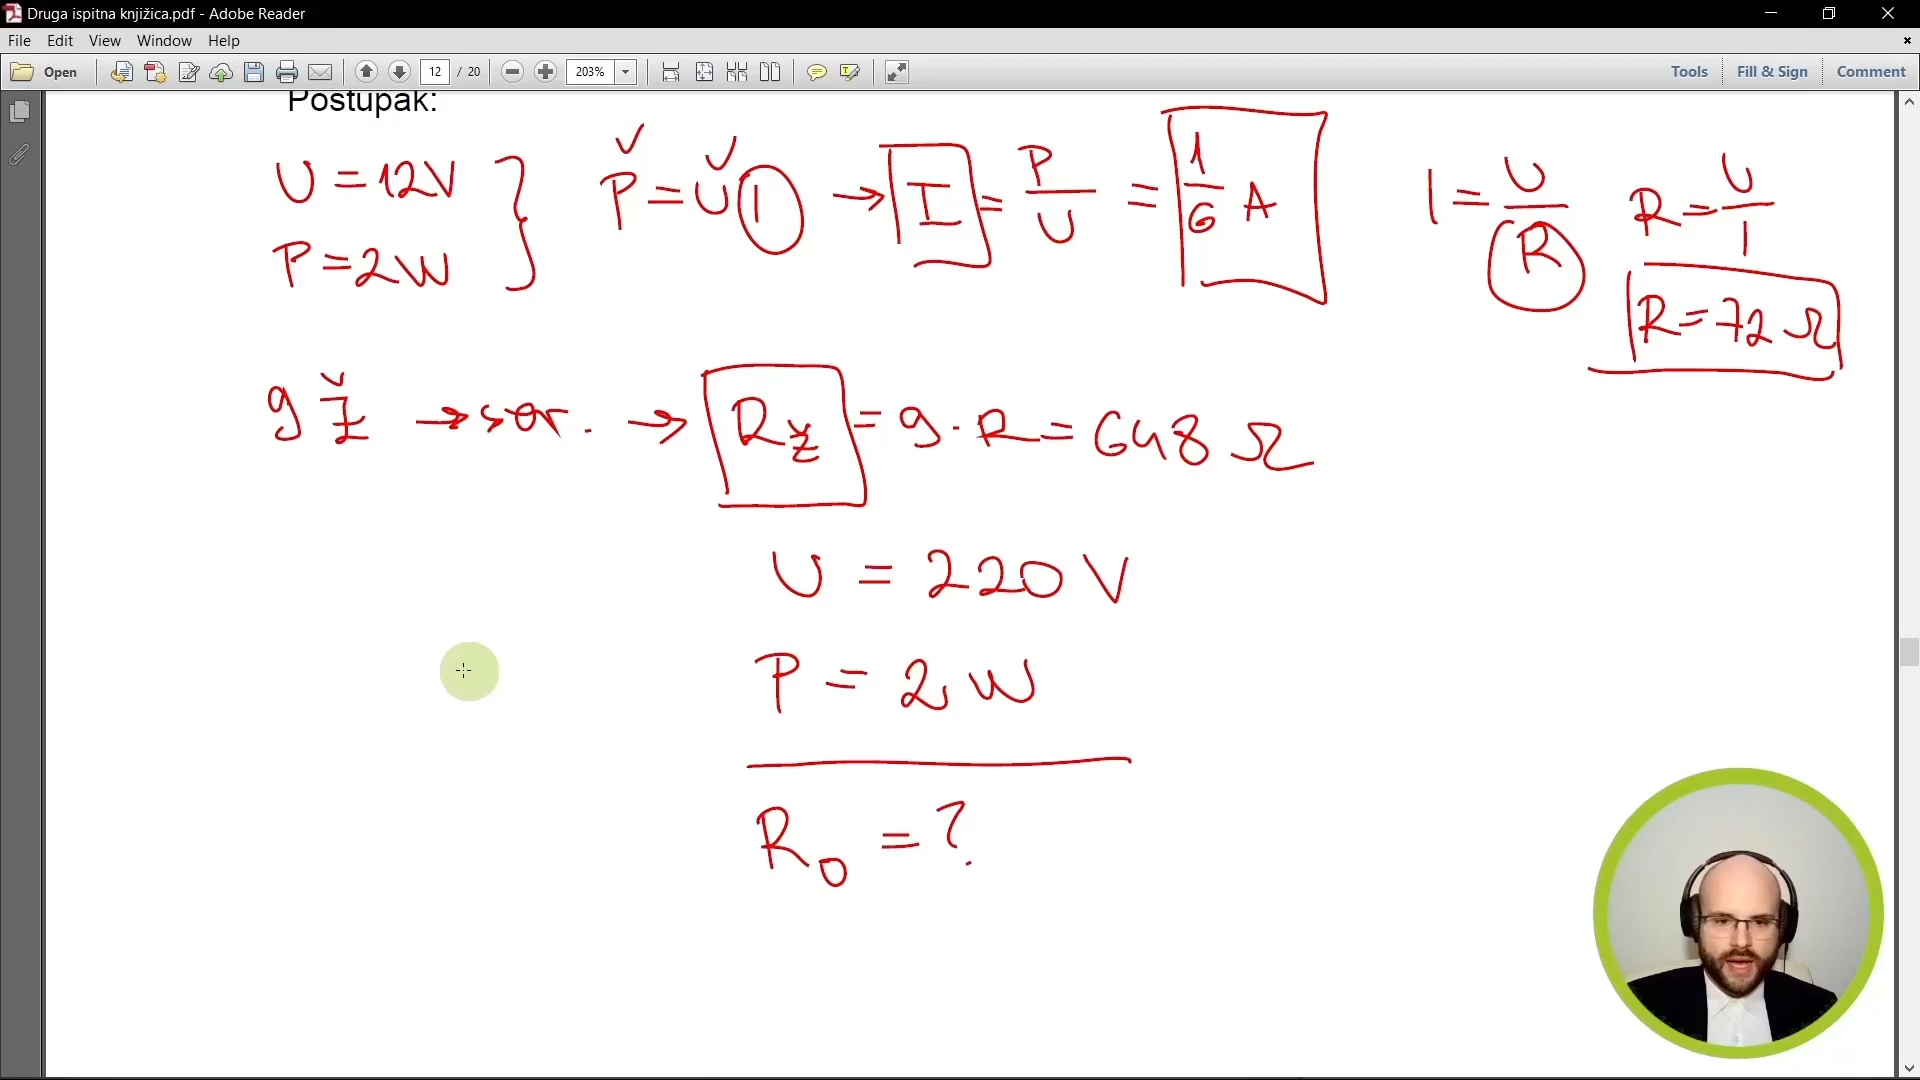 Druga ispitna knjižica.pdf - Adobe Reader
File Edit View Window Help
Open 12 / 20 203% Tools Fill & Sign Comment
Postupak:
U = 12V
P = 2W
P = U I → I = P/U = 1/6 A
I = U/R
R = U/I
R = 72 Ω
9 Ž → ser. → RŽ = 9 · R = 648 Ω
U = 220 V
P = 2 W
R0 = ?